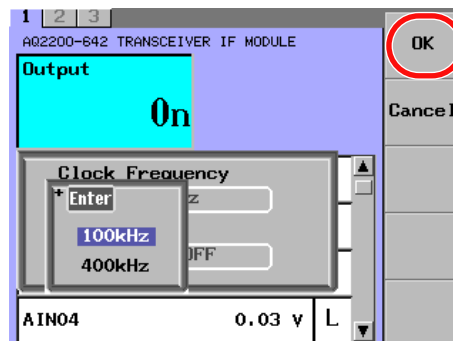 1 2 3
AQ2200-642 TRANSCEIVER IF MODULE
OK
Output
On
Cancel
Clock Frequency
+ Enter
z
100kHz
400kHz
OFF
AIN04 0.03 V L